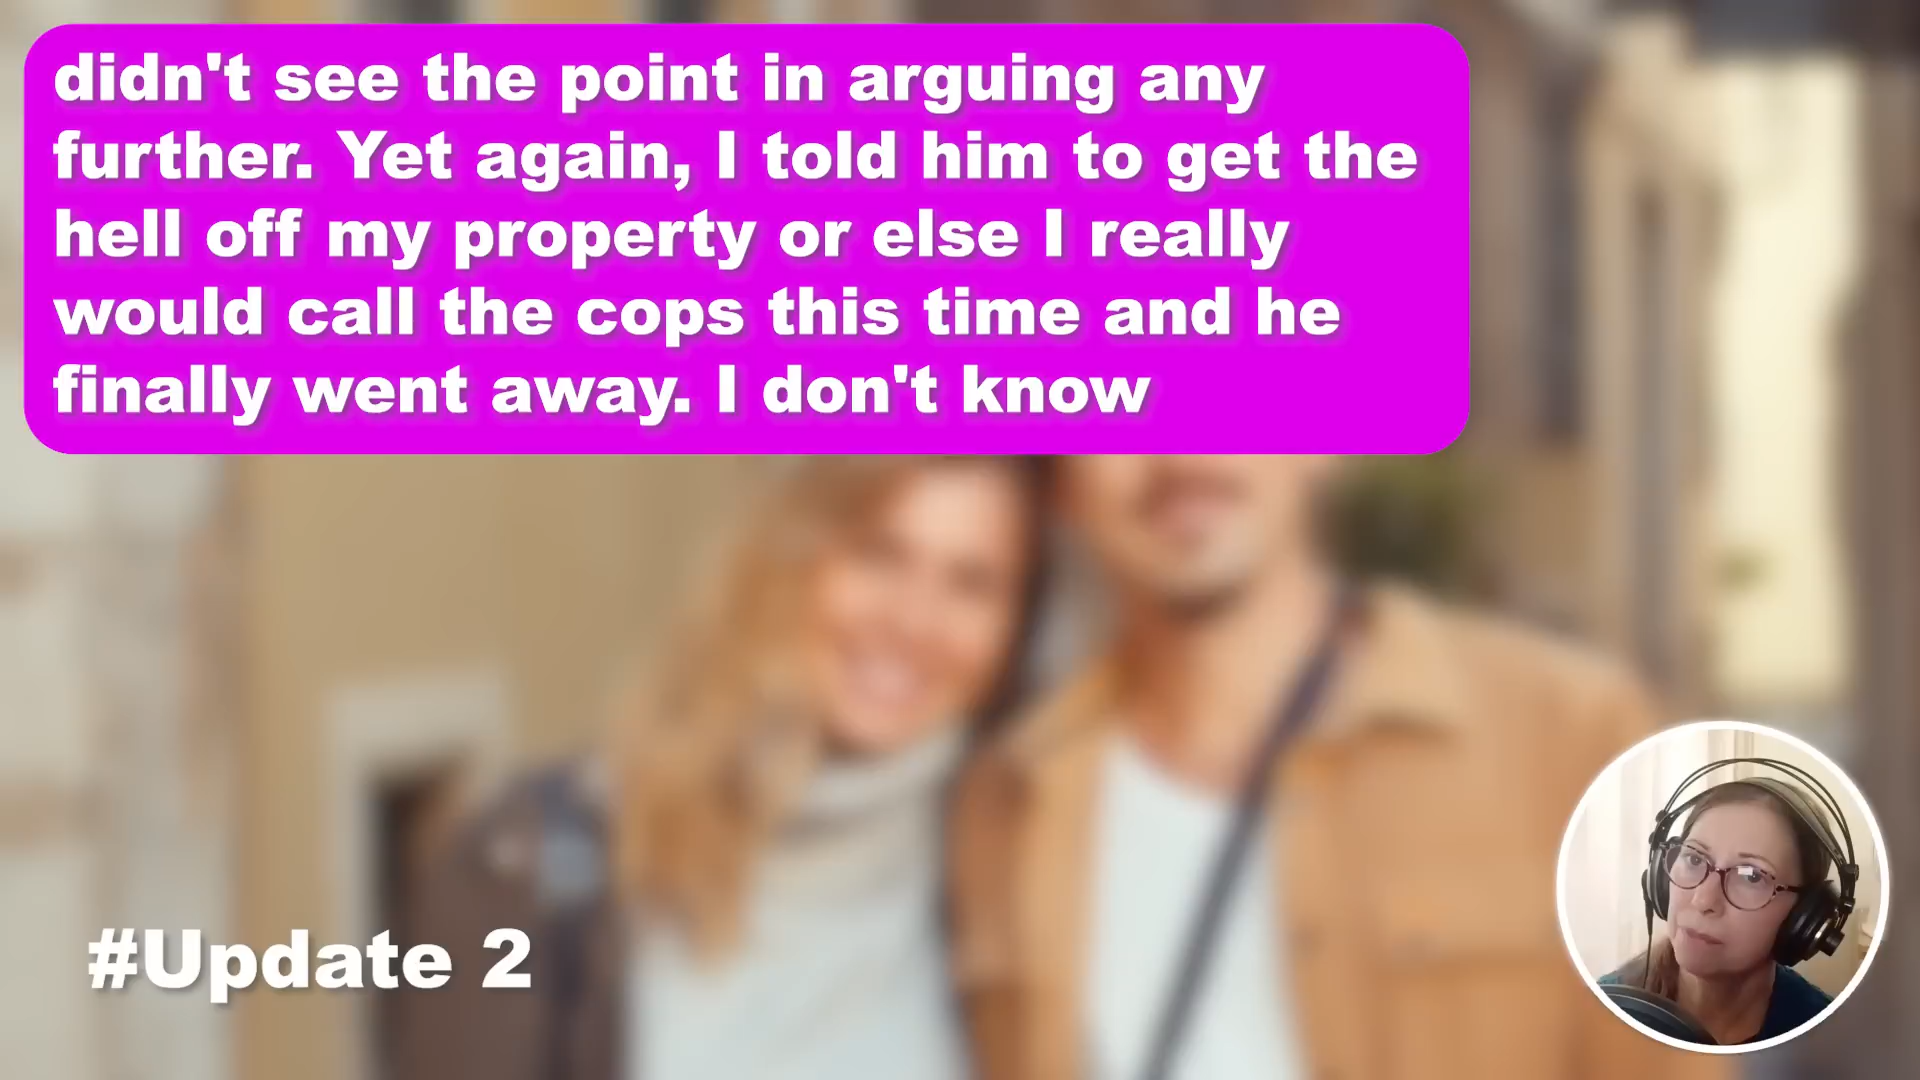 didn't see the point in arguing any
further. Yet again, I told him to get the
hell off my property or else I really
would call the cops this time and he
finally went away. I don't know
#Update 2